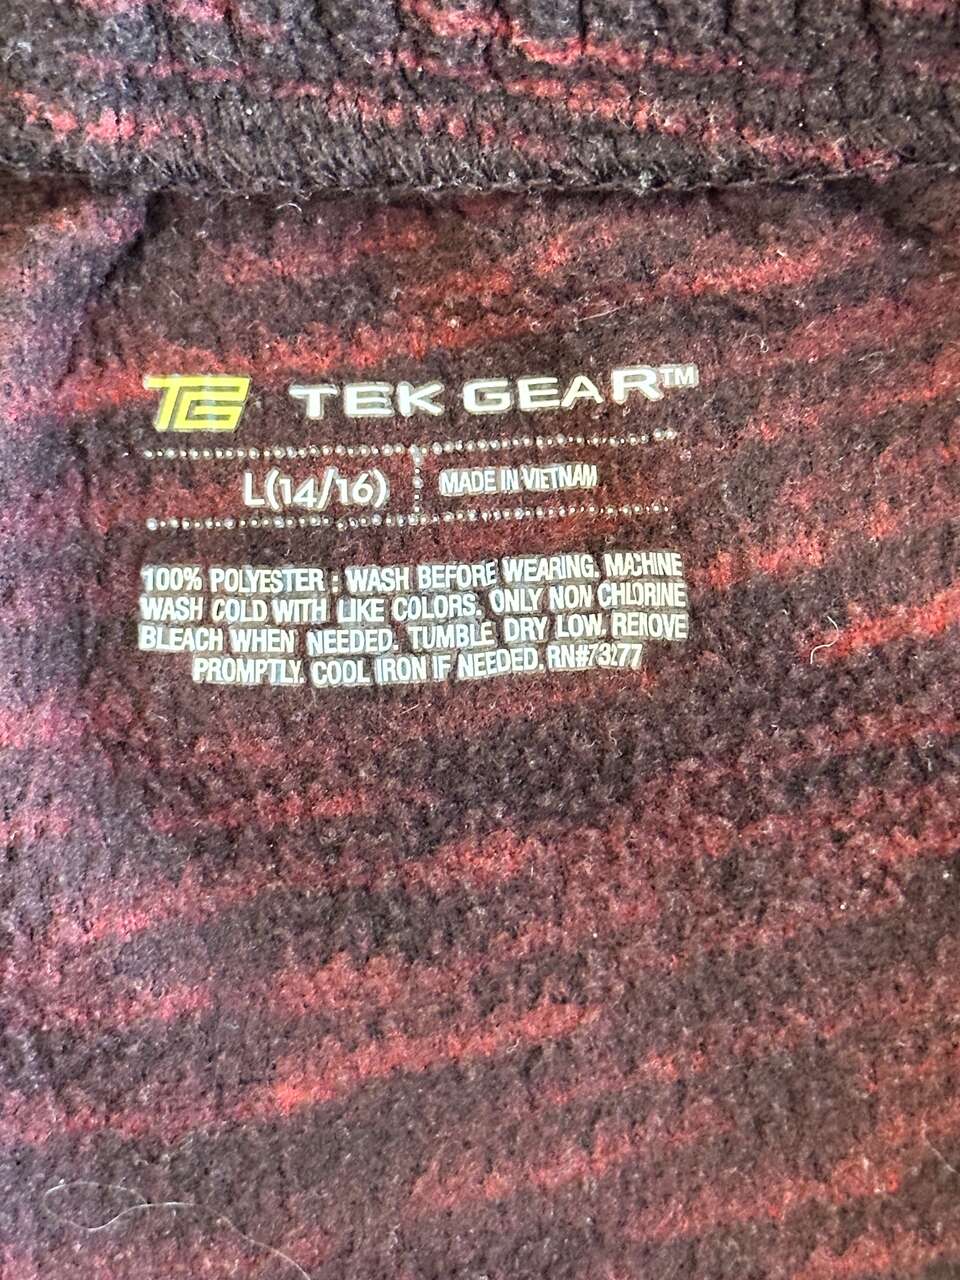 TG TEK GEAR™
L(14/16) MADE IN VIETNAM
100% POLYESTER ; WASH BEFORE WEARING. MACHINE
WASH COLD WITH LIKE COLORS. ONLY NON CHLORINE
BLEACH WHEN NEEDED. TUMBLE DRY LOW. REMOVE
PROMPTLY. COOL IRON IF NEEDED. RN#73277